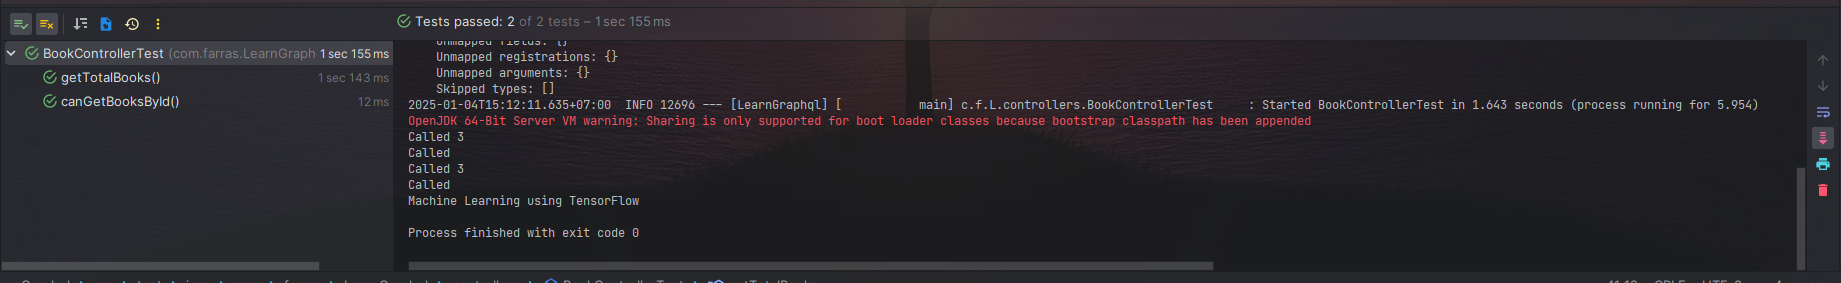 Tests passed: 2 of 2 tests – 1 sec 155 ms
BookControllerTest (com.farras.LearnGraph 1 sec 155 ms
getTotalBooks() 1 sec 143 ms
canGetBooksById() 12 ms
Unmapped fields: {}
Unmapped registrations: {}
Unmapped arguments: {}
Skipped types: []
2025-01-04T15:12:11.635+07:00  INFO 12696 --- [LearnGraphql] [           main] c.f.L.controllers.BookControllerTest     : Started BookControllerTest in 1.643 seconds (process running for 5.954)
OpenJDK 64-Bit Server VM warning: Sharing is only supported for boot loader classes because bootstrap classpath has been appended
Called 3
Called
Called 3
Called
Machine Learning using TensorFlow
Process finished with exit code 0